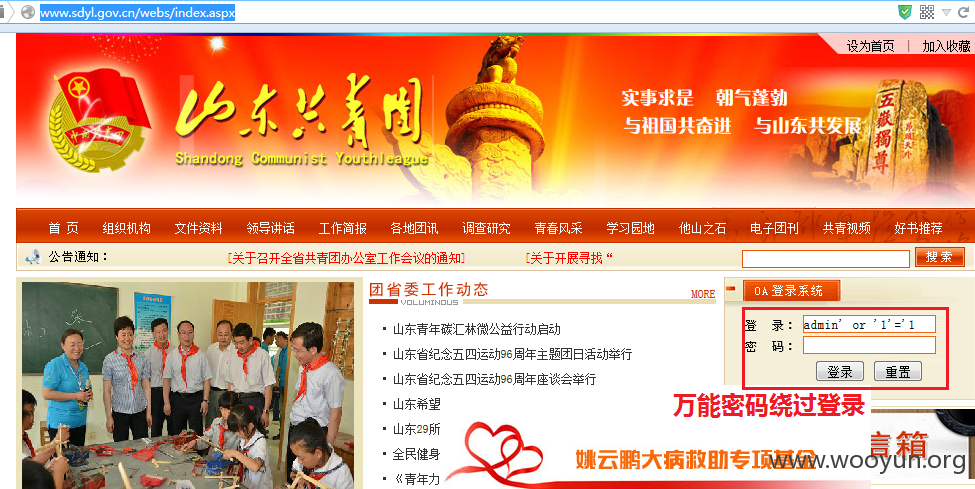 www.sdyl.gov.cn/webs/index.aspx
设为首页 | 加入收藏
山东共青团
Shandong Communist Youthleague
实事求是 朝气蓬勃
与祖国共奋进 与山东共发展
五嶽獨尊
首 页 组织机构 文件资料 领导讲话 工作简报 各地团讯 调查研究 青春风采 学习园地 他山之石 电子团刊 共青视频 好书推荐
公告通知： [关于召开全省共青团办公室工作会议的通知] [关于开展寻找“ 搜 索
团省委工作动态
VOLUMINOUS
MORE
山东青年碳汇林微公益行动启动
山东省纪念五四运动96周年主题团日活动举行
山东省纪念五四运动96周年座谈会举行
山东希望
山东29所
全民健身
《青年力
OA 登录系统
登 录： admin' or '1'='1
密 码：
登录 重置
万能密码绕过登录
言箱
姚云鹏大病救助专项基金
www.wooyun.org